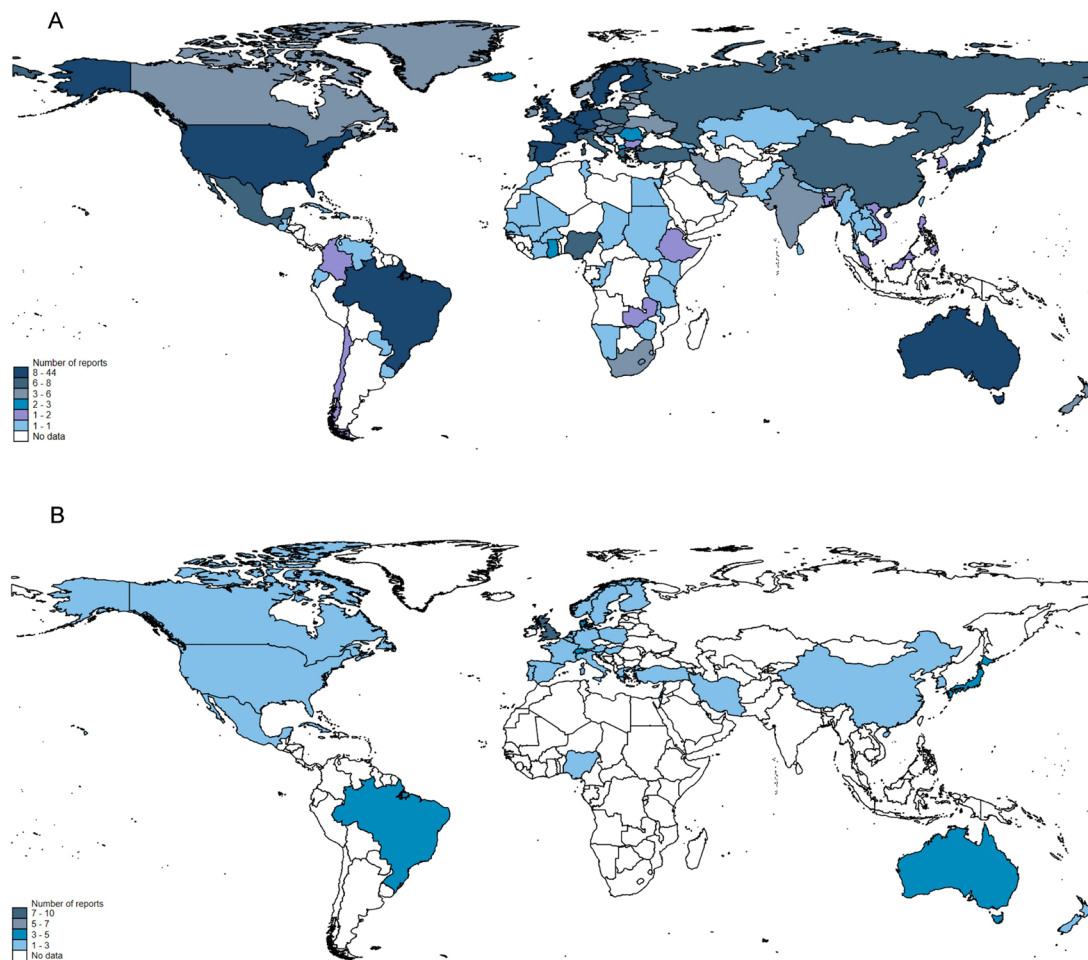 A
Number of reports
8 - 44
6 - 8
3 - 6
2 - 3
1 - 2
1 - 1
No data
B
Number of reports
7 - 10
5 - 7
3 - 5
1 - 3
No data